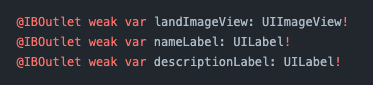 @IBOutlet weak var landImageView: UIImageView!
@IBOutlet weak var nameLabel: UILabel!
@IBOutlet weak var descriptionLabel: UILabel!